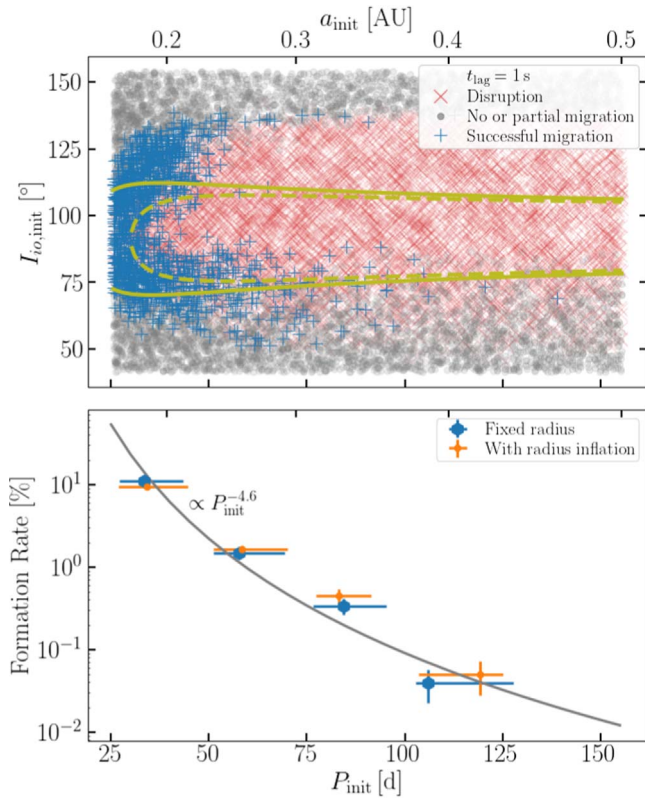 a_init [AU]
0.2 0.3 0.4 0.5
t_lag = 1 s
Disruption
No or partial migration
Successful migration
150
125
100
75
50
I_io,init [°]
Fixed radius
With radius inflation
∝ P_init^−4.6
10^1
10^0
10^−1
10^−2
Formation Rate [%]
25 50 75 100 125 150
P_init [d]